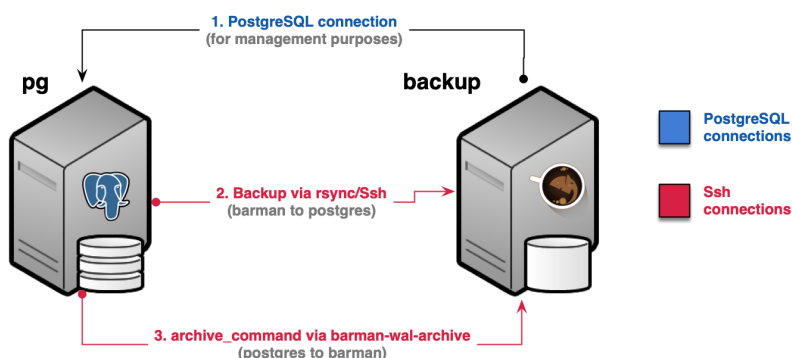 1. PostgreSQL connection
(for management purposes)
pg
backup
PostgreSQL
connections
2. Backup via rsync/Ssh
(barman to postgres)
Ssh
connections
3. archive_command via barman-wal-archive
(postgres to barman)